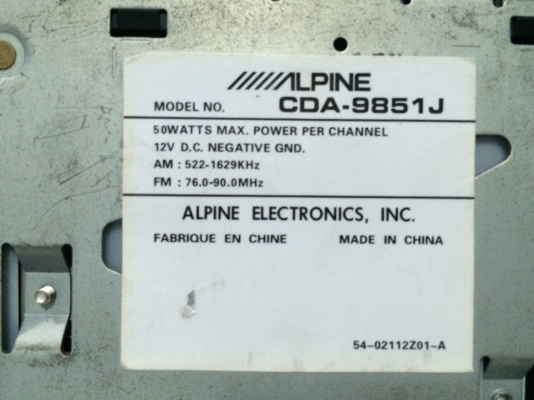 ALPINE
MODEL NO. CDA-9851J
50WATTS MAX. POWER PER CHANNEL
12V D.C. NEGATIVE GND.
AM : 522-1629KHz
FM : 76.0-90.0MHz
ALPINE ELECTRONICS, INC.
FABRIQUE EN CHINE MADE IN CHINA
54-02112Z01-A